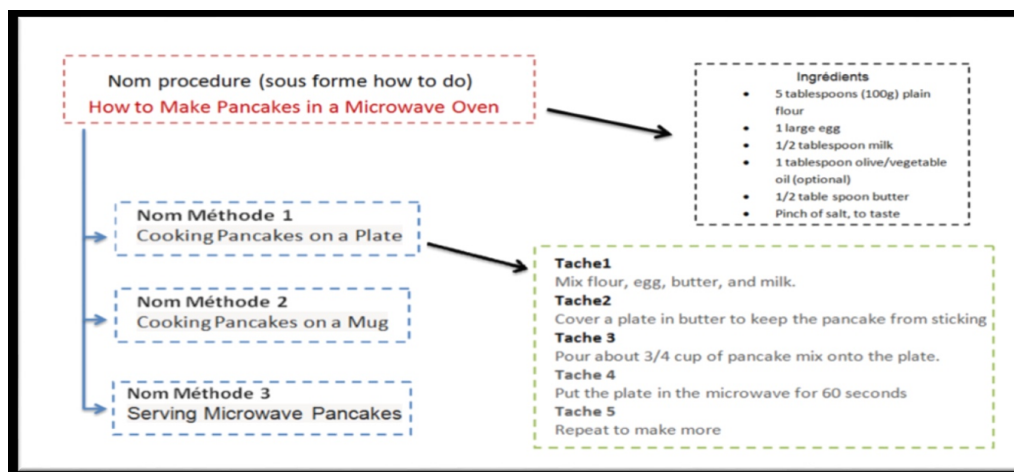 Nom procedure (sous forme how to do)
How to Make Pancakes in a Microwave Oven
Ingrédients
• 5 tablespoons (100g) plain
flour
• 1 large egg
• 1/2 tablespoon milk
• 1 tablespoon olive/vegetable
oil (optional)
• 1/2 table spoon butter
• Pinch of salt, to taste
Nom Méthode 1
Cooking Pancakes on a Plate
Nom Méthode 2
Cooking Pancakes on a Mug
Nom Méthode 3
Serving Microwave Pancakes
Tache1
Mix flour, egg, butter, and milk.
Tache2
Cover a plate in butter to keep the pancake from sticking
Tache 3
Pour about 3/4 cup of pancake mix onto the plate.
Tache 4
Put the plate in the microwave for 60 seconds
Tache 5
Repeat to make more